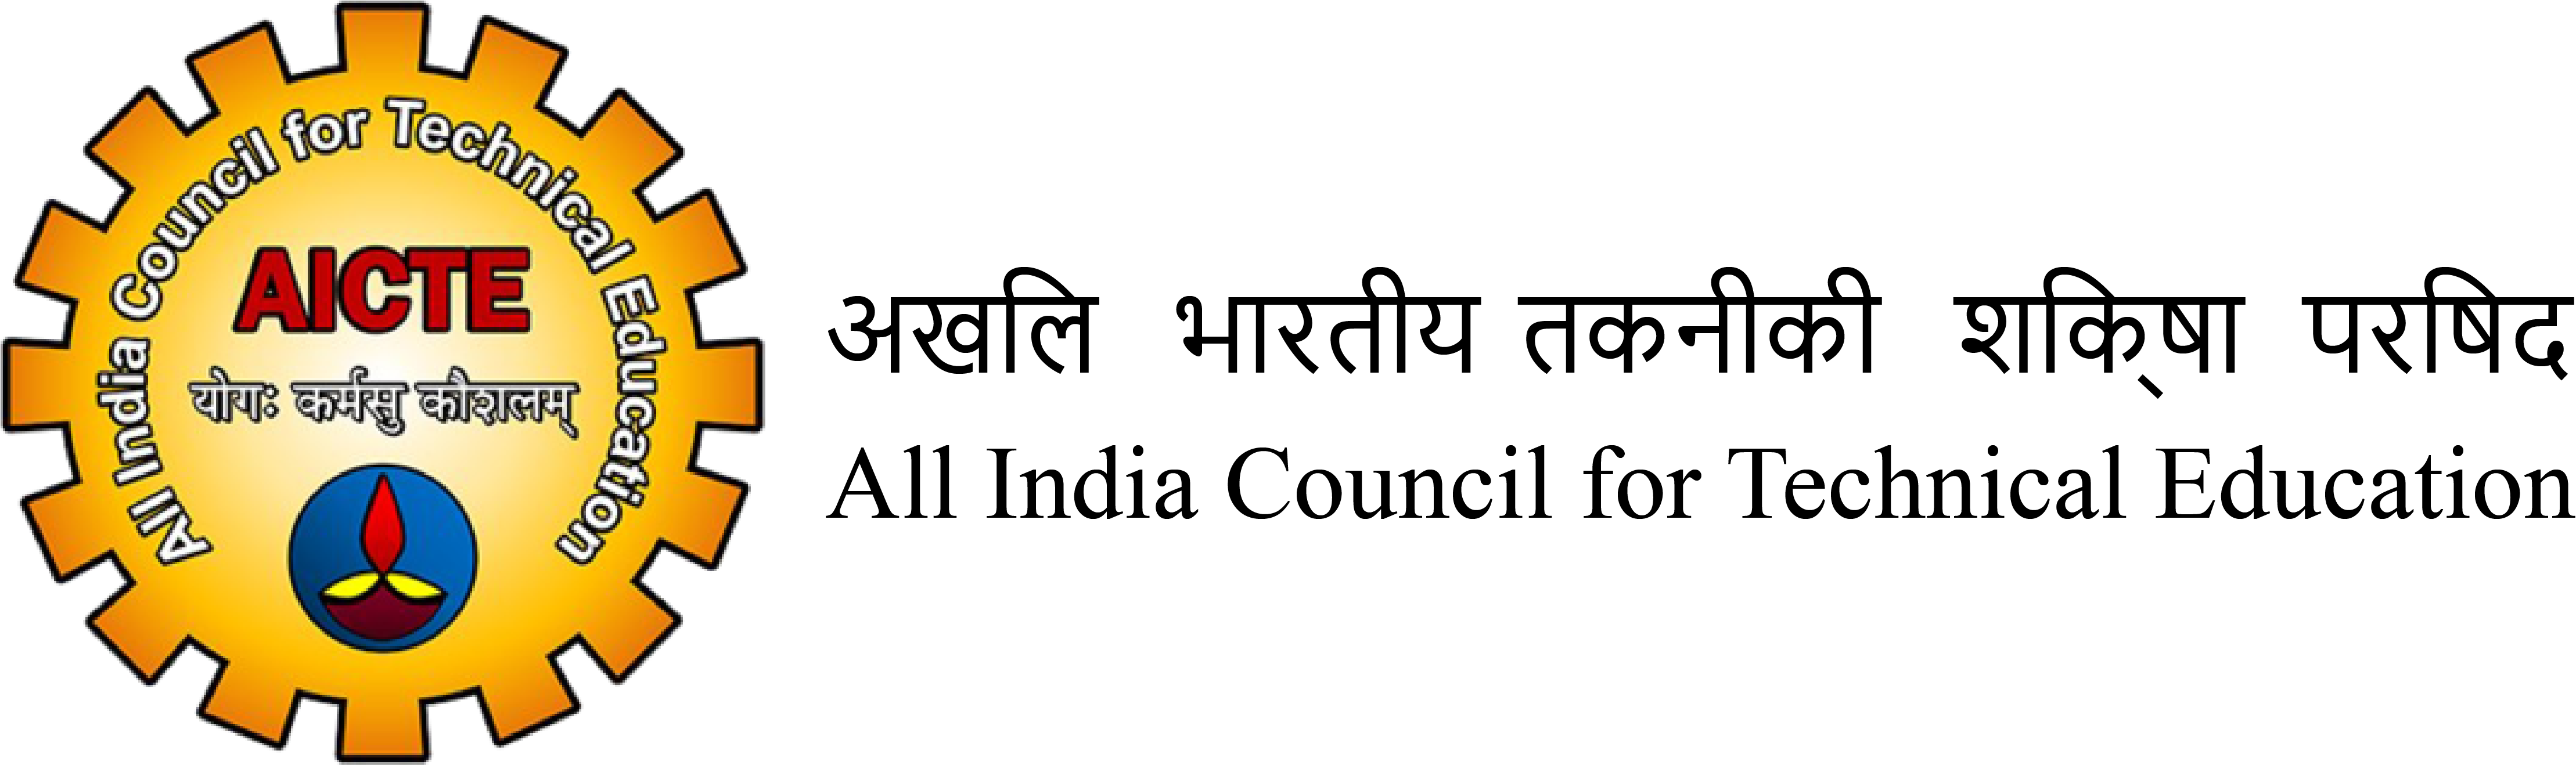 All India Council for Technical Education
AICTE
योगः कर्मसु कौशलम्
अखलि भारतीय तकनीकी शकि्षा परषिद
All India Council for Technical Education